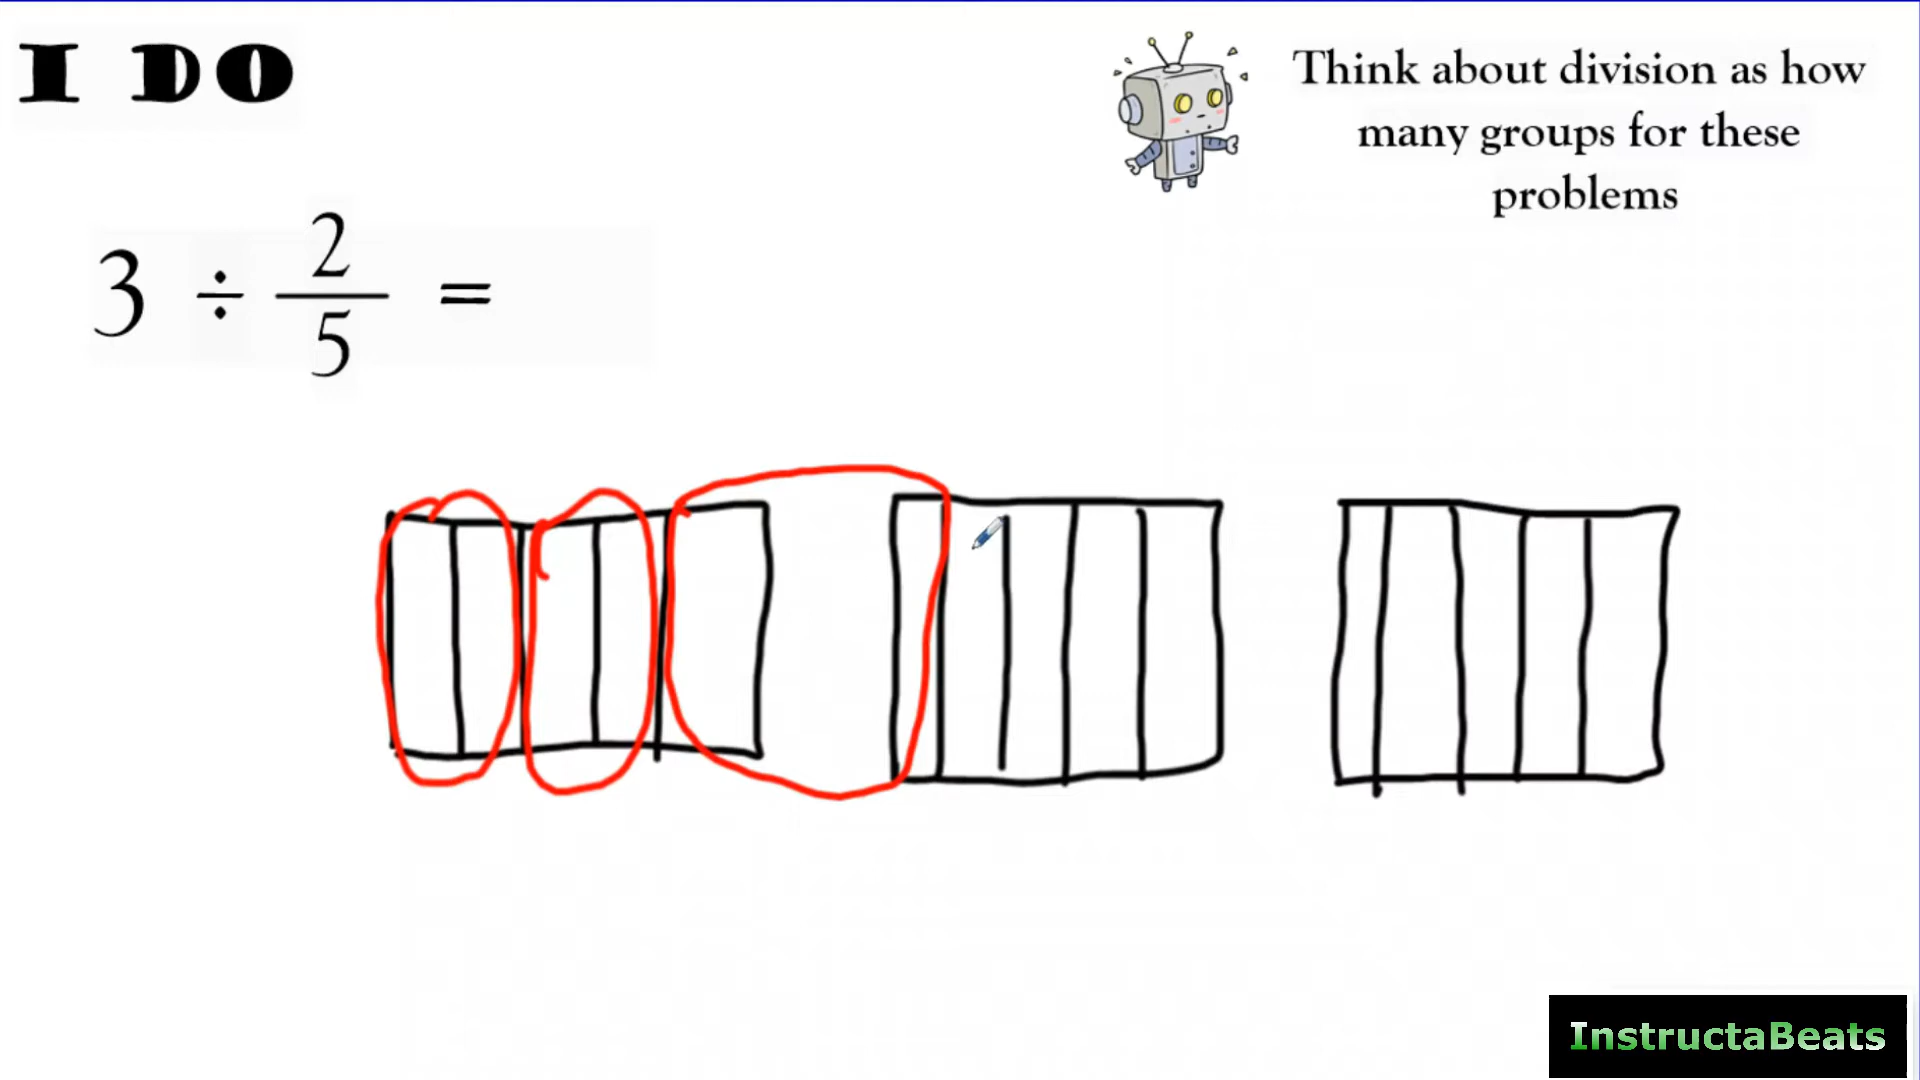 I DO
Think about division as how
many groups for these
problems
3 ÷ 2/5 =
InstructaBeats